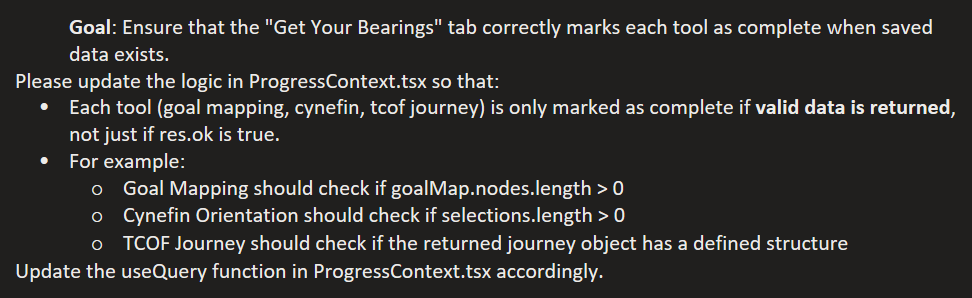 Goal: Ensure that the "Get Your Bearings" tab correctly marks each tool as complete when saved
data exists.
Please update the logic in ProgressContext.tsx so that:
• Each tool (goal mapping, cynefin, tcof journey) is only marked as complete if valid data is returned,
not just if res.ok is true.
• For example:
o Goal Mapping should check if goalMap.nodes.length > 0
o Cynefin Orientation should check if selections.length > 0
o TCOF Journey should check if the returned journey object has a defined structure
Update the useQuery function in ProgressContext.tsx accordingly.